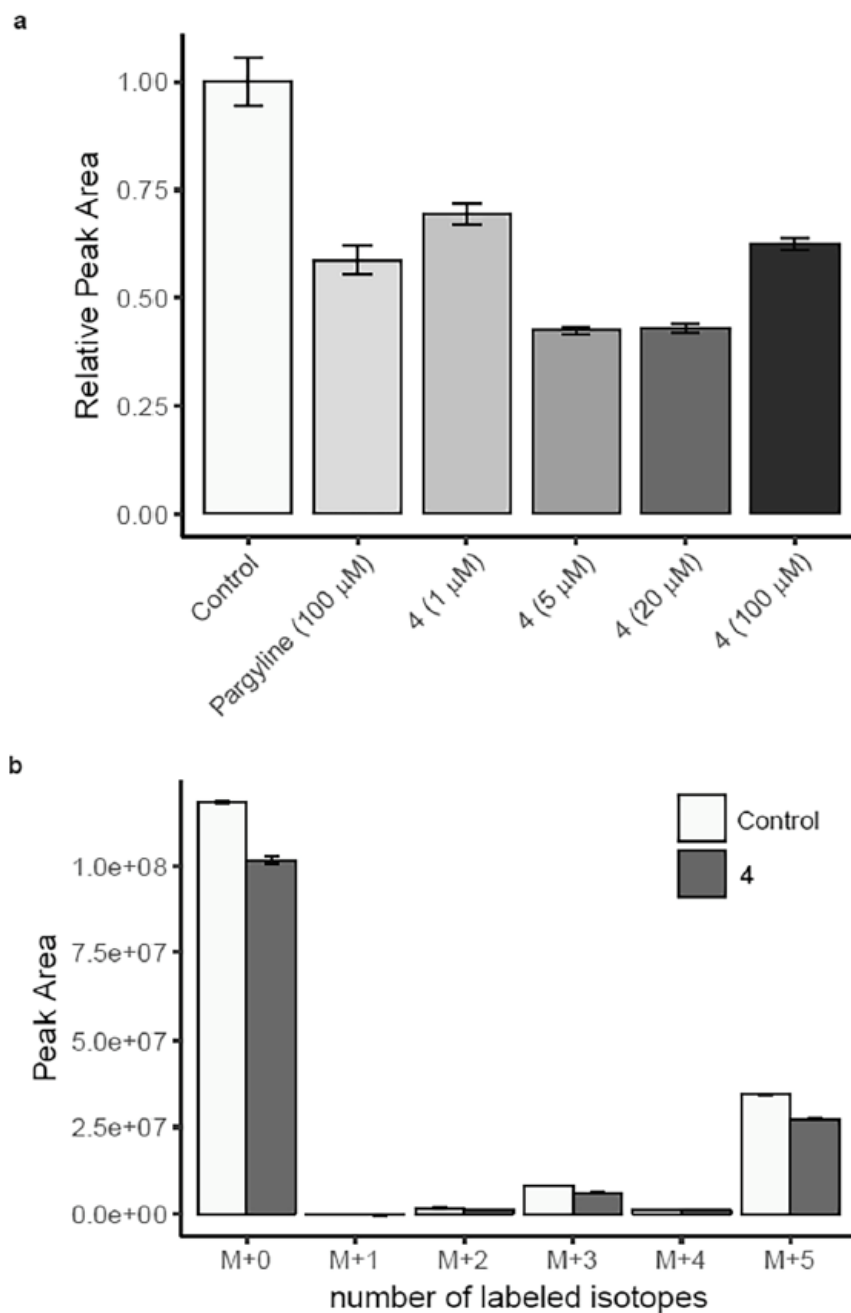 a
Relative Peak Area
1.00
0.75
0.50
0.25
0.00
Control
Pargyline (100 μM)
4 (1 μM)
4 (5 μM)
4 (20 μM)
4 (100 μM)
b
Peak Area
1.0e+08
7.5e+07
5.0e+07
2.5e+07
0.0e+00
Control
4
M+0 M+1 M+2 M+3 M+4 M+5
number of labeled isotopes